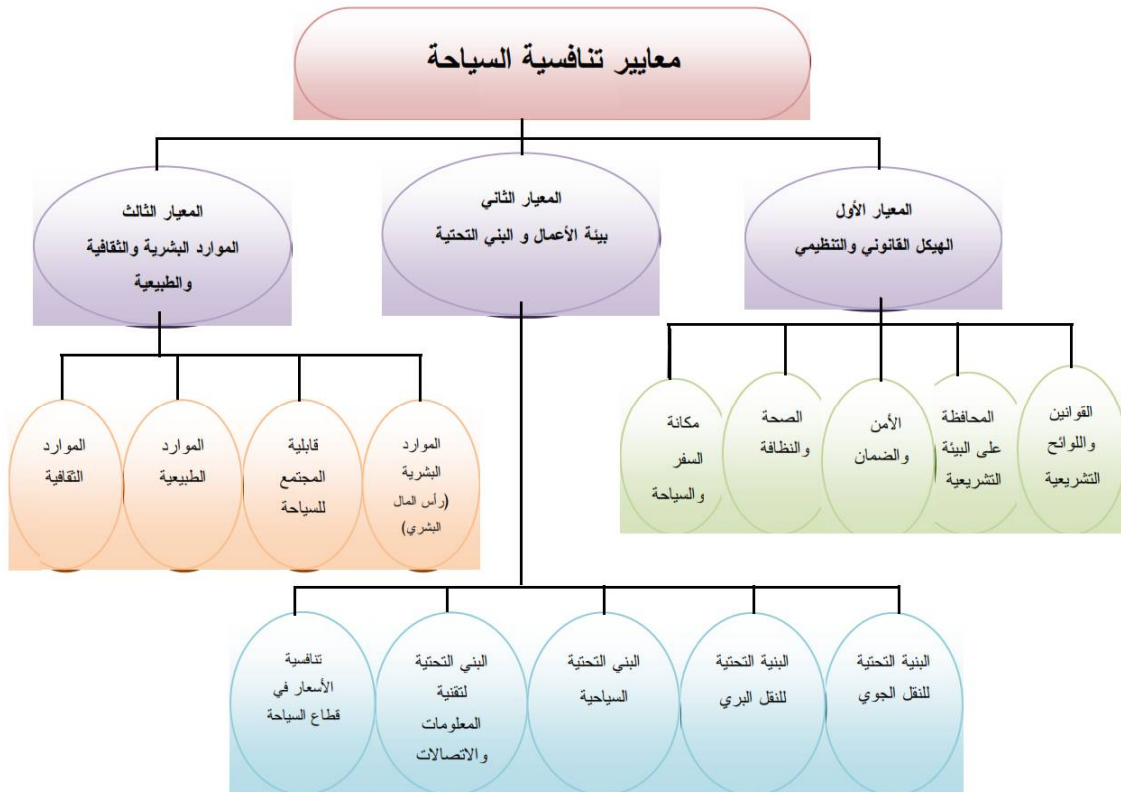 معايير تنافسية السياحة
المعيار الأول
الهيكل القانوني والتنظيمي
المعيار الثاني
بيئة الأعمال و البني التحتية
المعيار الثالث
الموارد البشرية والثقافية
والطبيعية
القوانين
واللوائح
التشريعية
المحافظة
على البيئة
التشريعية
الأمن
والضمان
الصحة
والنظافة
مكانة
السفر
والسياحة
الموارد
البشرية
(رأس المال
البشري)
قابلية
المجتمع
للسياحة
الموارد
الطبيعية
الموارد
الثقافية
البنية التحتية
للنقل الجوي
البنية التحتية
للنقل البري
البني التحتية
السياحية
البني التحتية
لتقنية
المعلومات
والاتصالات
تنافسية
الأسعار في
قطاع السياحة